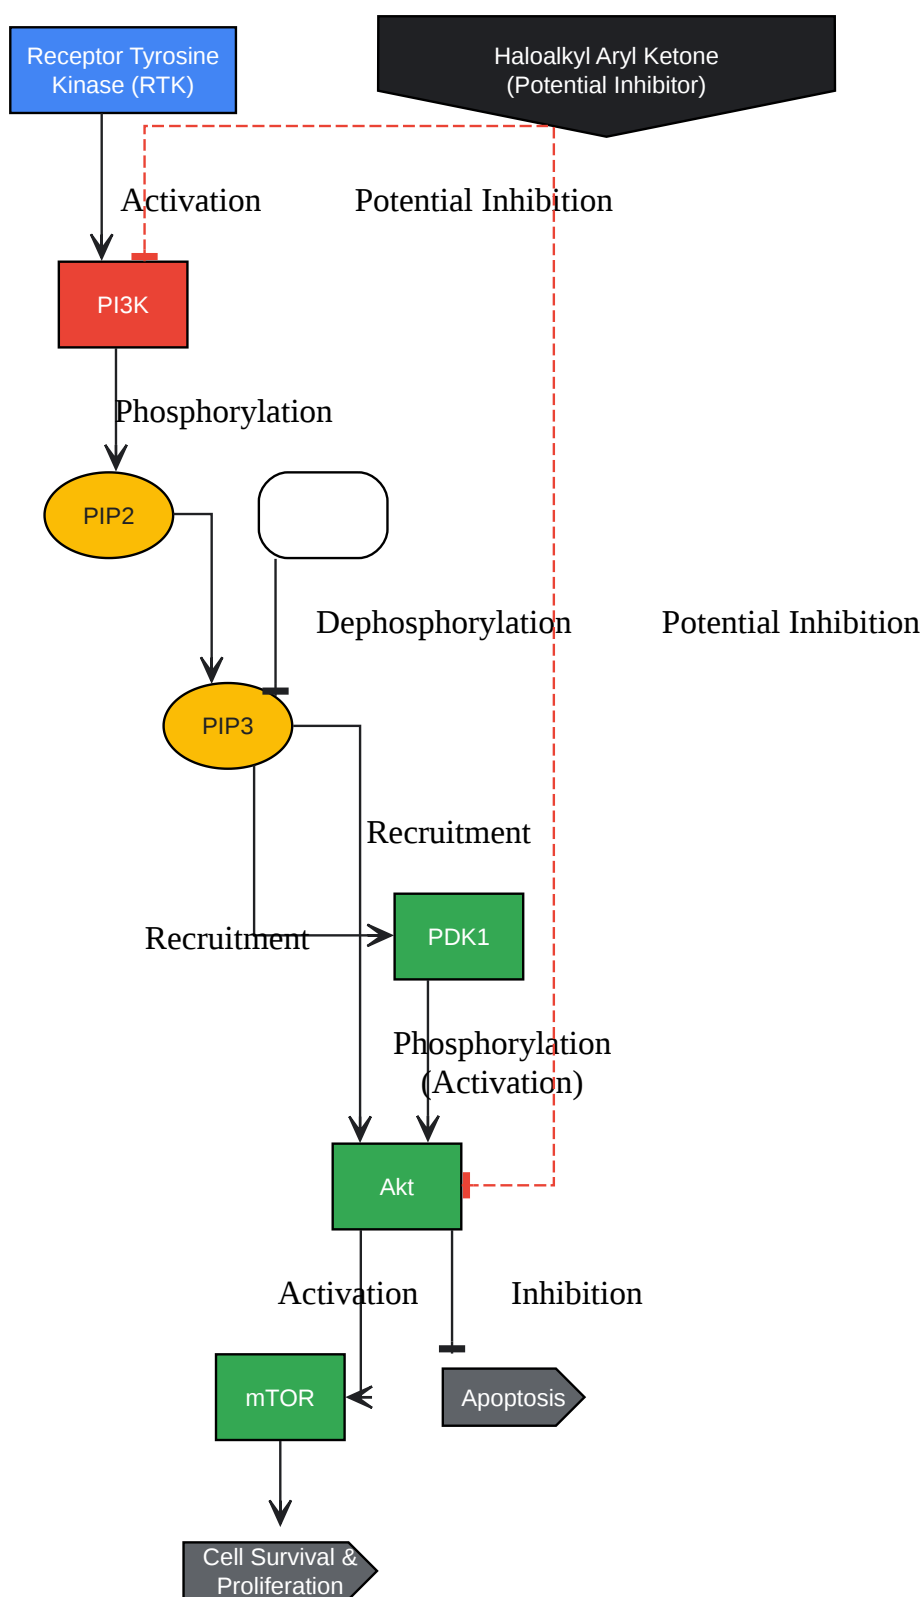 Receptor Tyrosine
Kinase (RTK)
Haloalkyl Aryl Ketone
(Potential Inhibitor)
Activation
Potential Inhibition
PI3K
Phosphorylation
PIP2
Dephosphorylation
Potential Inhibition
PIP3
Recruitment
Recruitment
PDK1
Phosphorylation
(Activation)
Akt
Activation
Inhibition
mTOR
Apoptosis
Cell Survival &
Proliferation